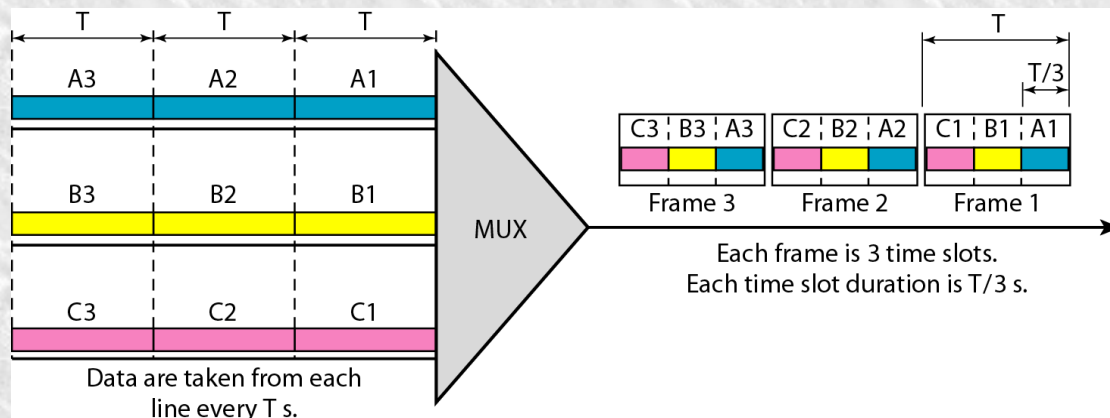 T T T
A3 A2 A1
B3 B2 B1
C3 C2 C1
Data are taken from each
line every T s.
MUX
T
T/3
C3 B3 A3 C2 B2 A2 C1 B1 A1
Frame 3 Frame 2 Frame 1
Each frame is 3 time slots.
Each time slot duration is T/3 s.